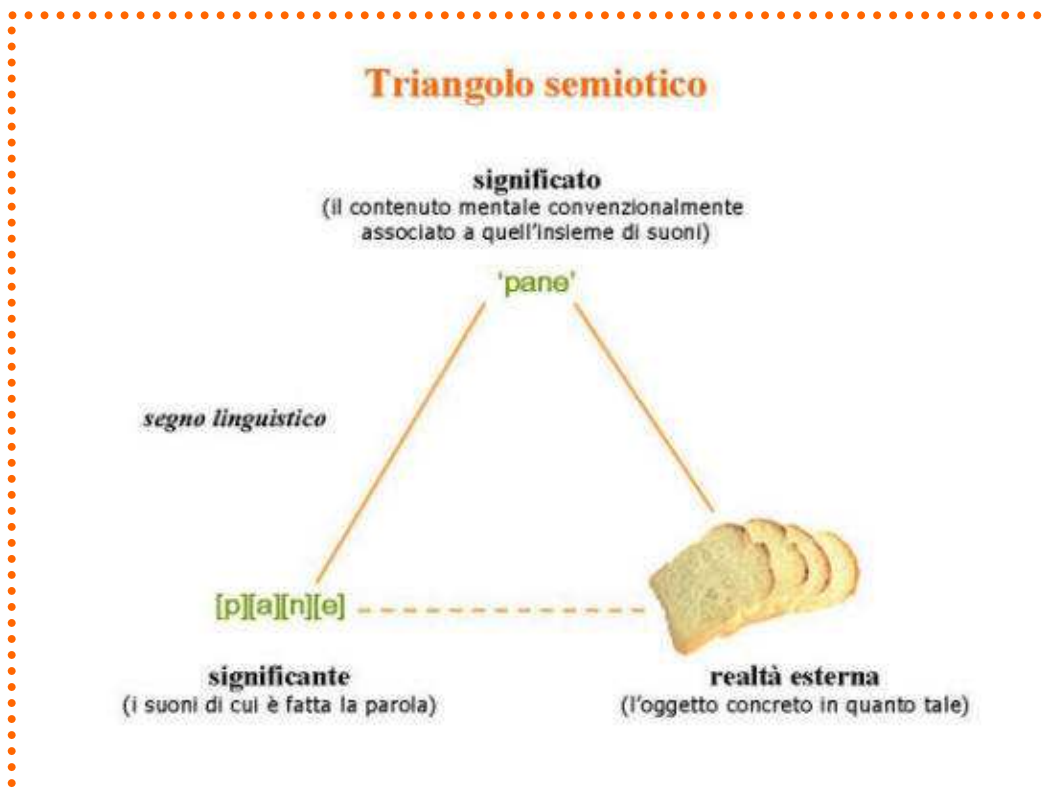 Triangolo semiotico
significato
(il contenuto mentale convenzionalmente
associato a quell'insieme di suoni)
'pane'
segno linguistico
[p][a][n][e]
significante
(i suoni di cui è fatta la parola)
realtà esterna
(l'oggetto concreto in quanto tale)